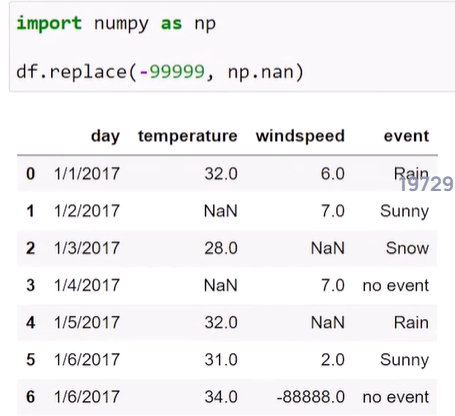 import numpy as np
df.replace(-99999, np.nan)
day temperature windspeed event
0 1/1/2017 32.0 6.0 Rain
19729
1 1/2/2017 NaN 7.0 Sunny
2 1/3/2017 28.0 NaN Snow
3 1/4/2017 NaN 7.0 no event
4 1/5/2017 32.0 NaN Rain
5 1/6/2017 31.0 2.0 Sunny
6 1/6/2017 34.0 -88888.0 no event